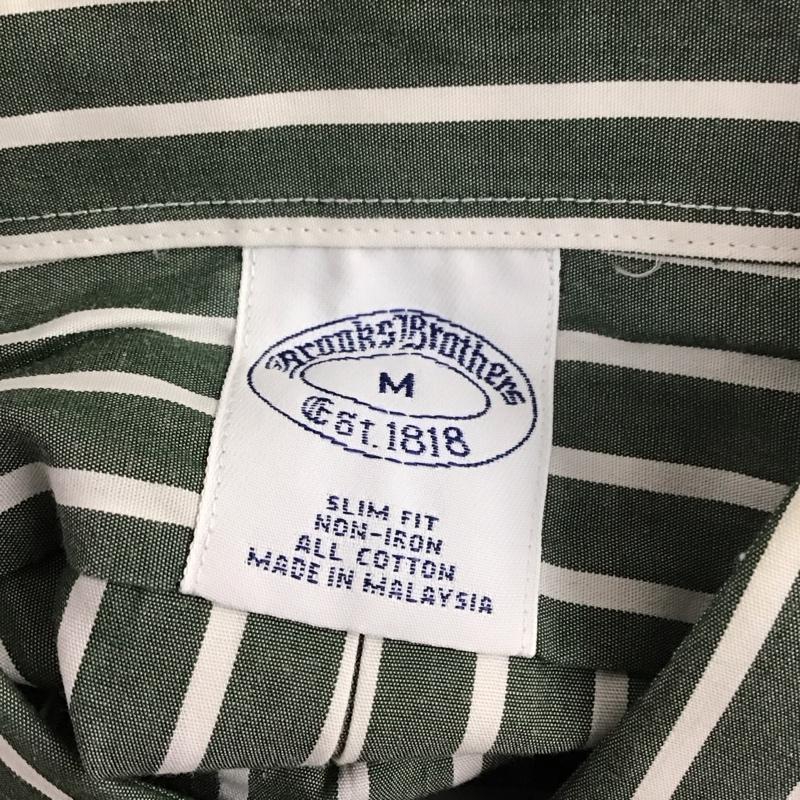 Brooks Brothers
M
Est. 1818
SLIM FIT
NON-IRON
ALL COTTON
MADE IN MALAYSIA